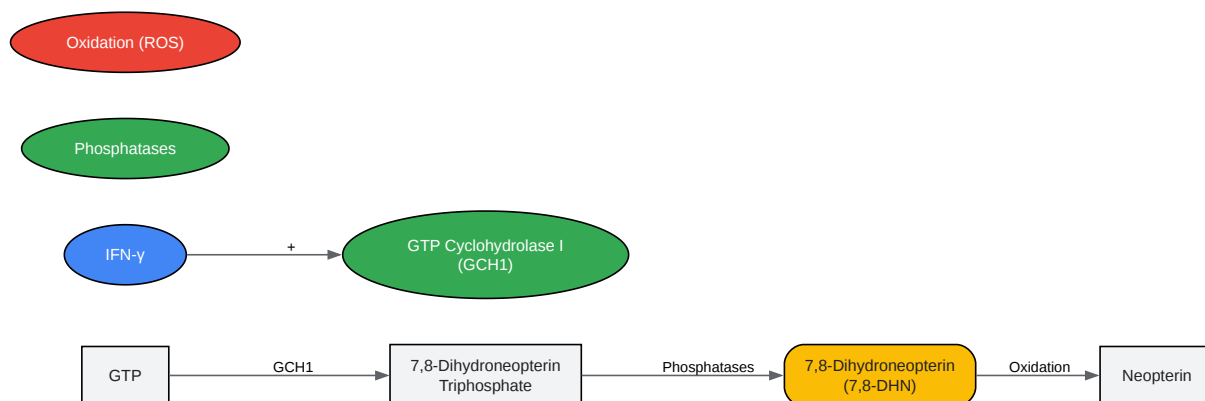 Oxidation (ROS)
Phosphatases
IFN-γ
+
GTP Cyclohydrolase I
(GCH1)
GTP
GCH1
7,8-Dihydroneopterin
Triphosphate
Phosphatases
7,8-Dihydroneopterin
(7,8-DHN)
Oxidation
Neopterin